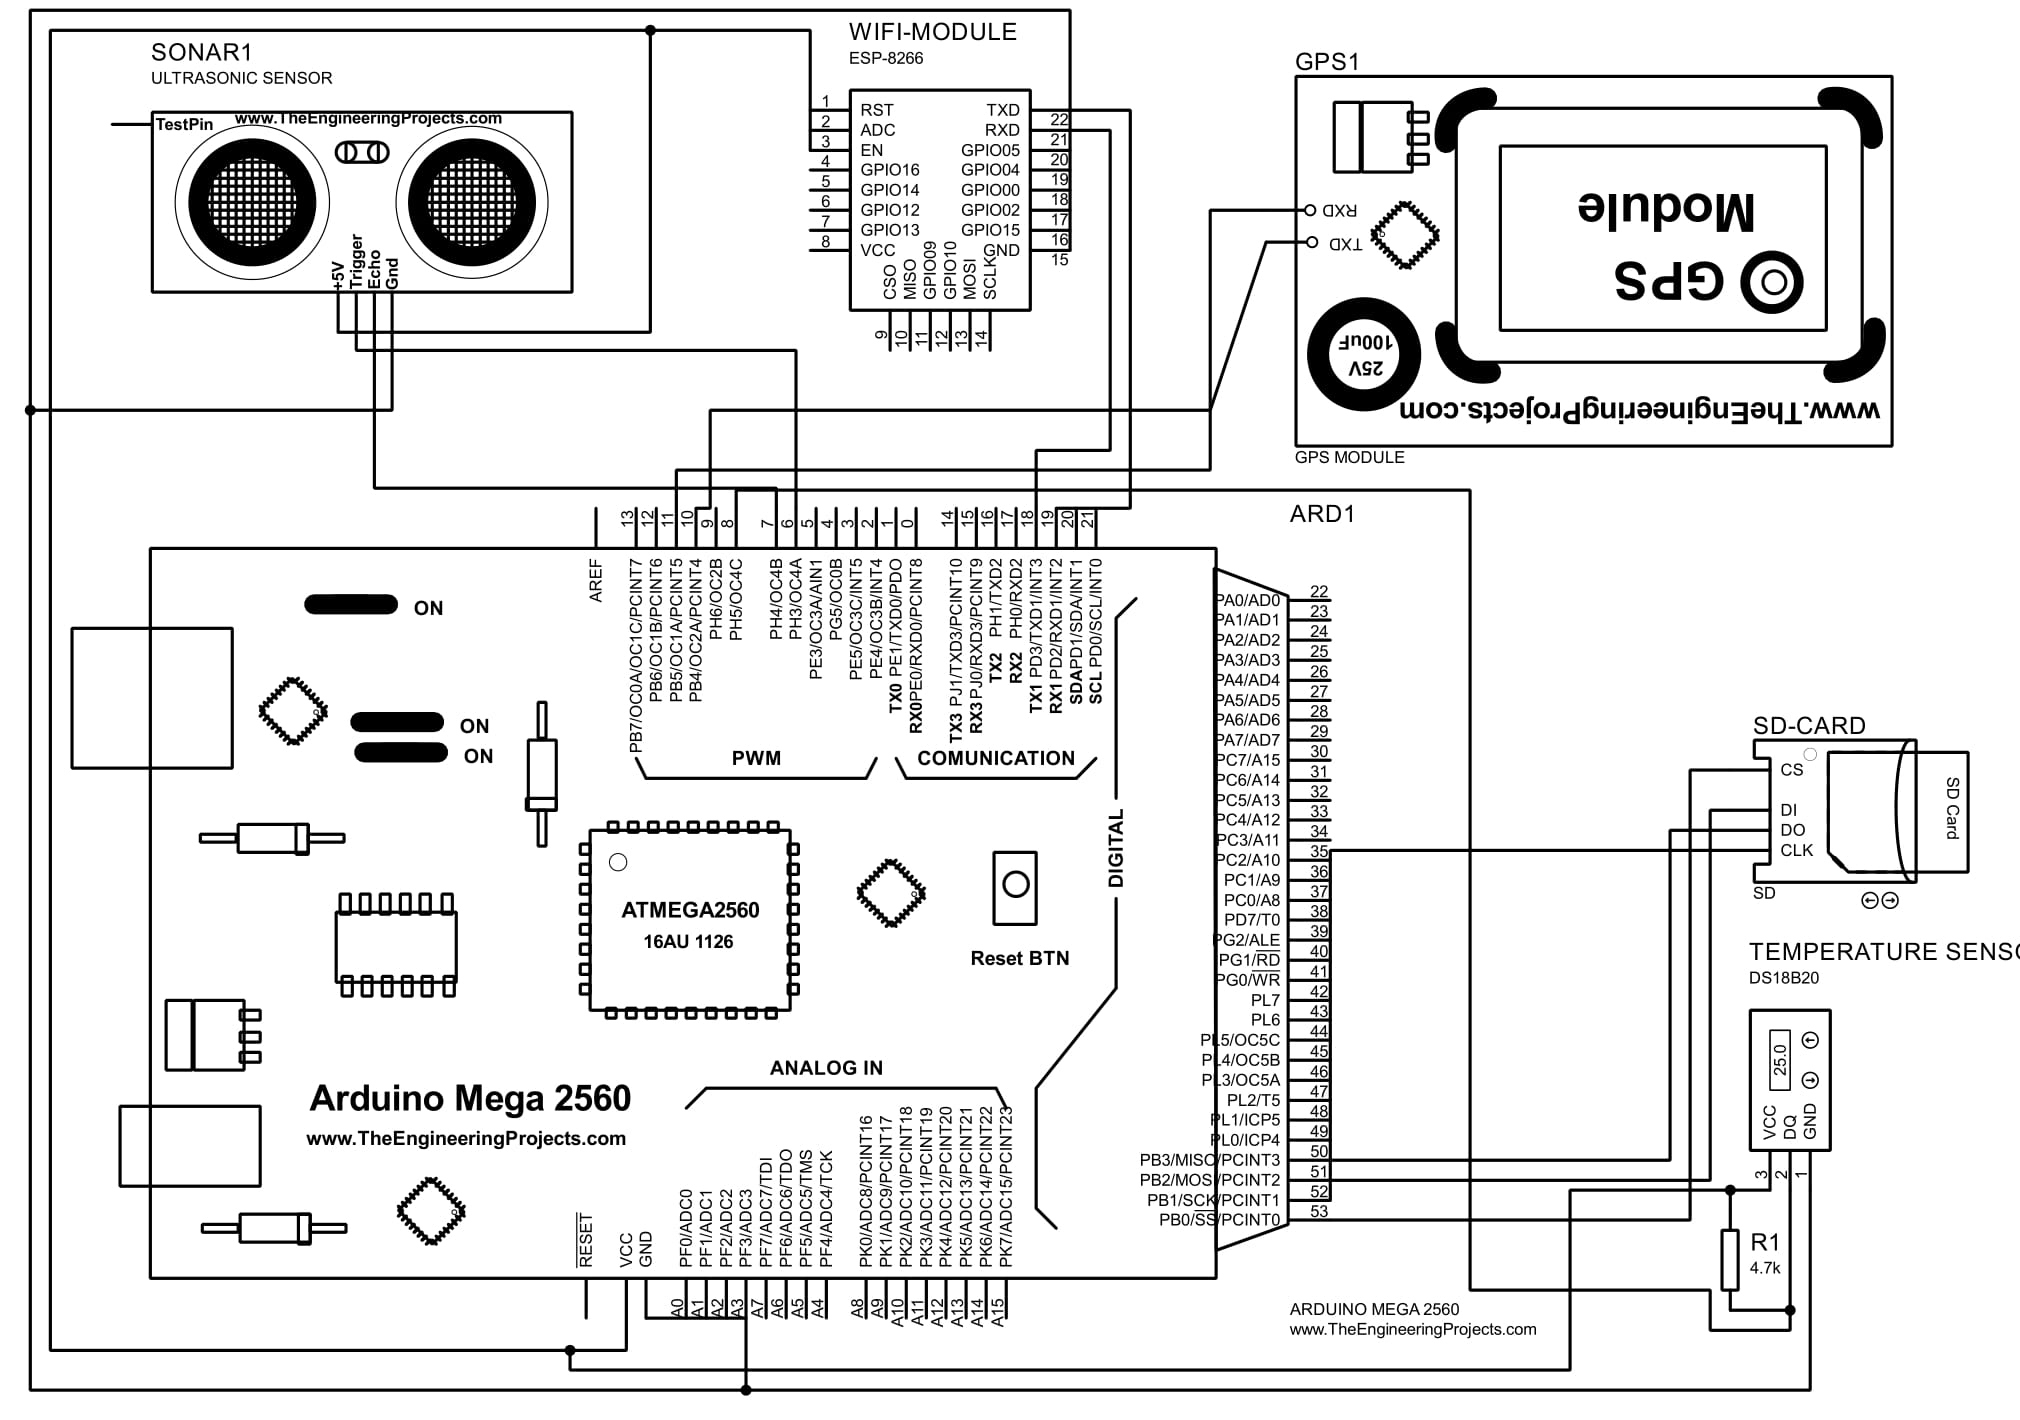 SONAR1
ULTRASONIC SENSOR
TestPin
www.TheEngineeringProjects.com
+5V
Trigger
Echo
Gnd
WIFI-MODULE
ESP-8266
1 RST
2 ADC
3 EN
4 GPIO16
5 GPIO14
6 GPIO12
7 GPIO13
8 VCC
TXD 22
RXD 21
GPIO05 20
GPIO04 19
GPIO00 18
GPIO02 17
GPIO15 16
GND 15
CSO 9
MISO 10
GPIO09 11
GPIO10 12
MOSI 13
SCLK 14
GPS1
RXD
TXD
GPS
Module
25V
100uF
www.TheEngineeringProjects.com
GPS MODULE
ARD1
AREF
13 PB7/OC0A/OC1C/PCINT7
12 PB6/OC1B/PCINT6
11 PB5/OC1A/PCINT5
10 PB4/OC2A/PCINT4
9 PH6/OC2B
8 PH5/OC4C
7 PH4/OC4B
6 PH3/OC4A
5 PE3/OC3A/AIN1
4 PG5/OC0B
3 PE5/OC3C/INT5
2 PE4/OC3B/INT4
1 TX0 PE1/TXD0/PDO
0 RX0PE0/RXD0/PCINT8
14 TX3 PJ1/TXD3/PCINT10
15 RX3 PJ0/RXD3/PCINT9
16 TX2 PH1/TXD2
17 RX2 PH0/RXD2
18 TX1 PD3/TXD1/INT3
19 RX1 PD2/RXD1/INT2
20 SDAPD1/SDA/INT1
21 SCL PD0/SCL/INT0
PWM
COMUNICATION
DIGITAL
ON
ON
ON
ATMEGA2560
16AU 1126
Reset BTN
ANALOG IN
Arduino Mega 2560
www.TheEngineeringProjects.com
PA0/AD0 22
PA1/AD1 23
PA2/AD2 24
PA3/AD3 25
PA4/AD4 26
PA5/AD5 27
PA6/AD6 28
PA7/AD7 29
PC7/A15 30
PC6/A14 31
PC5/A13 32
PC4/A12 33
PC3/A11 34
PC2/A10 35
PC1/A9 36
PC0/A8 37
PD7/T0 38
PG2/ALE 39
PG1/RD 40
PG0/WR 41
PL7 42
PL6 43
PL5/OC5C 44
PL4/OC5B 45
PL3/OC5A 46
PL2/T5 47
PL1/ICP5 48
PL0/ICP4 49
PB3/MISO/PCINT3 50
PB2/MOSI/PCINT2 51
PB1/SCK/PCINT1 52
PB0/SS/PCINT0 53
RESET
VCC
GND
PF0/ADC0 A0
PF1/ADC1 A1
PF2/ADC2 A2
PF3/ADC3 A3
PF7/ADC7/TDI A7
PF6/ADC6/TDO A6
PF5/ADC5/TMS A5
PF4/ADC4/TCK A4
PK0/ADC8/PCINT16 A8
PK1/ADC9/PCINT17 A9
PK2/ADC10/PCINT18 A10
PK3/ADC11/PCINT19 A11
PK4/ADC12/PCINT20 A12
PK5/ADC13/PCINT21 A13
PK6/ADC14/PCINT22 A14
PK7/ADC15/PCINT23 A15
ARDUINO MEGA 2560
www.TheEngineeringProjects.com
SD-CARD
CS
DI
DO
CLK
SD Card
SD
TEMPERATURE
DS18B20
25.0
VCC 3
DQ 2
GND 1
R1
4.7k